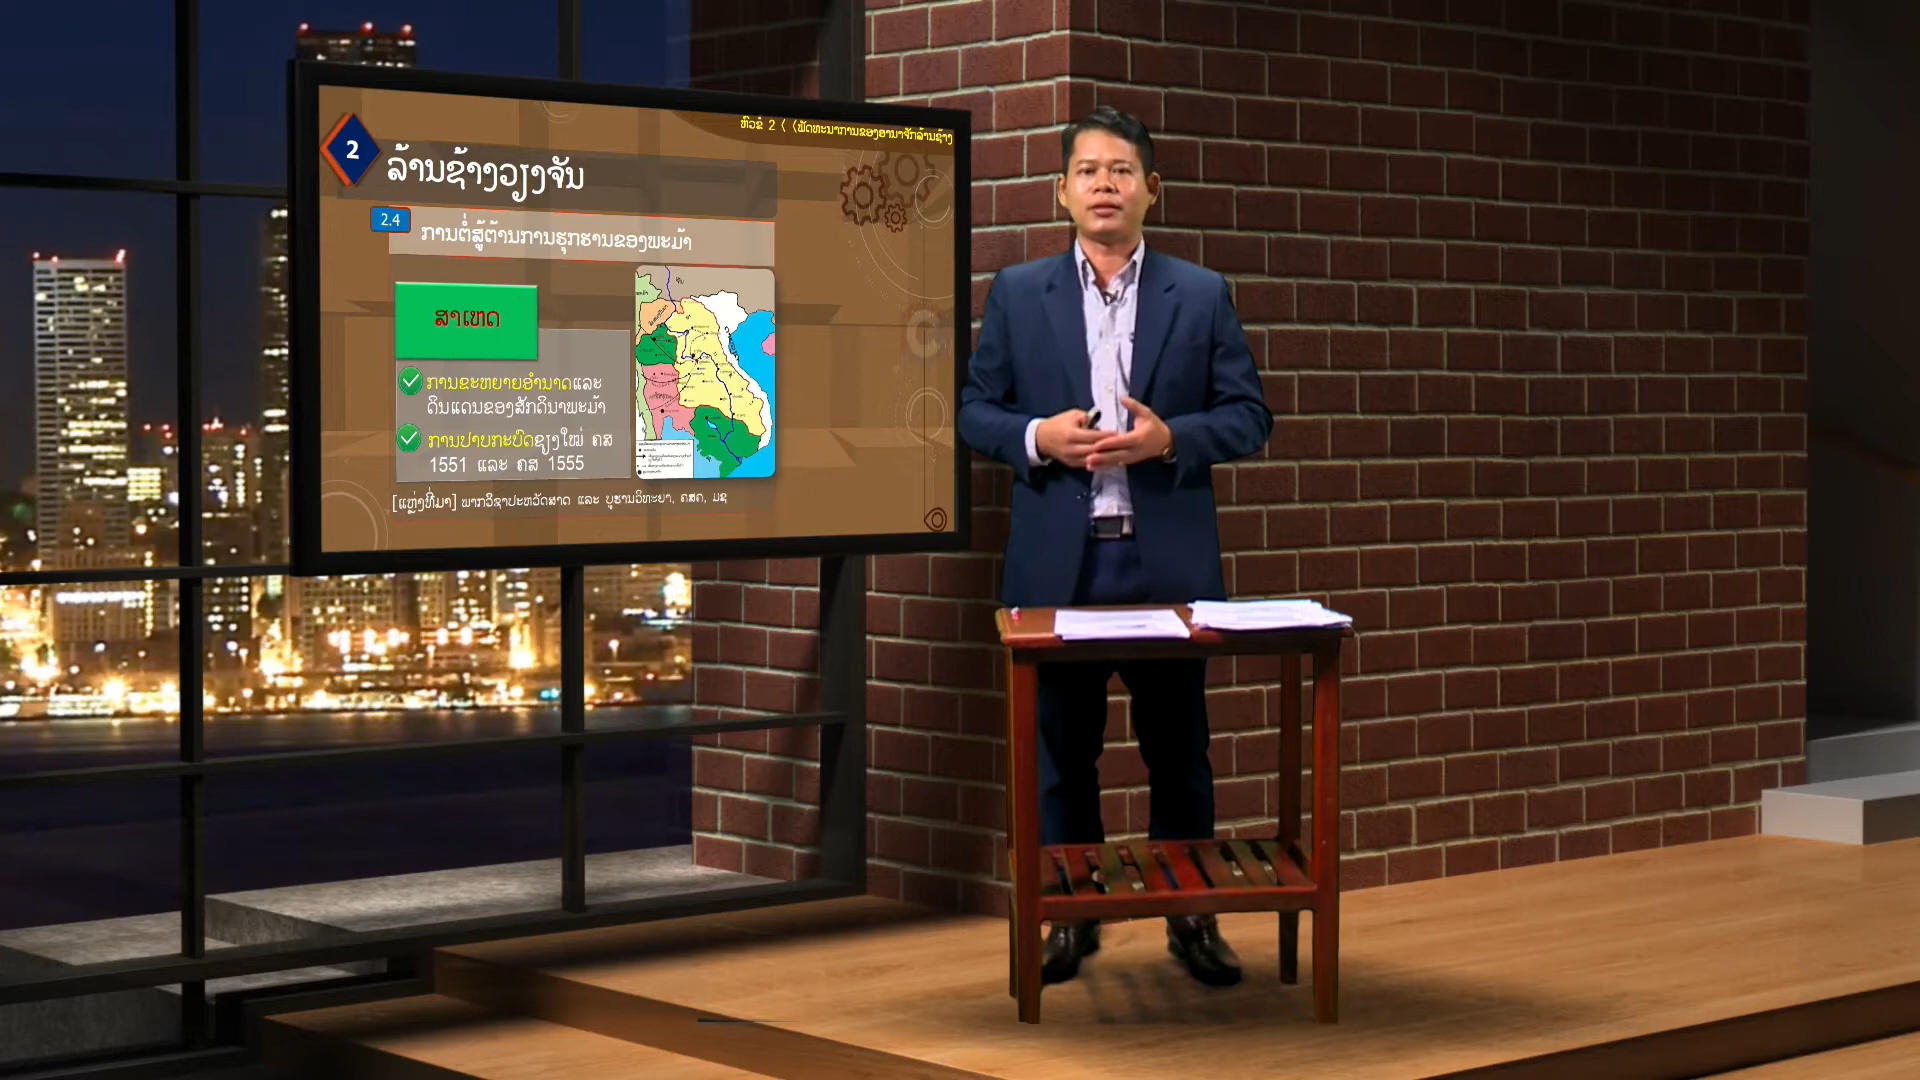 ຫົວຂໍ້ 2 〈 〈ພັດທະນາການຂອງອານາຈັກລ້ານຊ້າງ
2
ລ້ານຊ້າງວຽງຈັນ
2.4
ການຕໍ່ສູ້ຕ້ານການຮຸກຮານຂອງພະມ້າ
ສາເຫດ
ການຂະຫຍາຍອຳນາດແລະ
ດິນແດນຂອງສັກດິນາພະມ້າ
ການປາບກະບົດຊຽງໃໝ່ ຄສ
1551 ແລະ ຄສ 1555
[ແຫຼ່ງທີ່ມາ] ພາກວິຊາປະຫວັດສາດ ແລະ ບູຮານວິທະຍາ, ຄສຄ, ມຊ